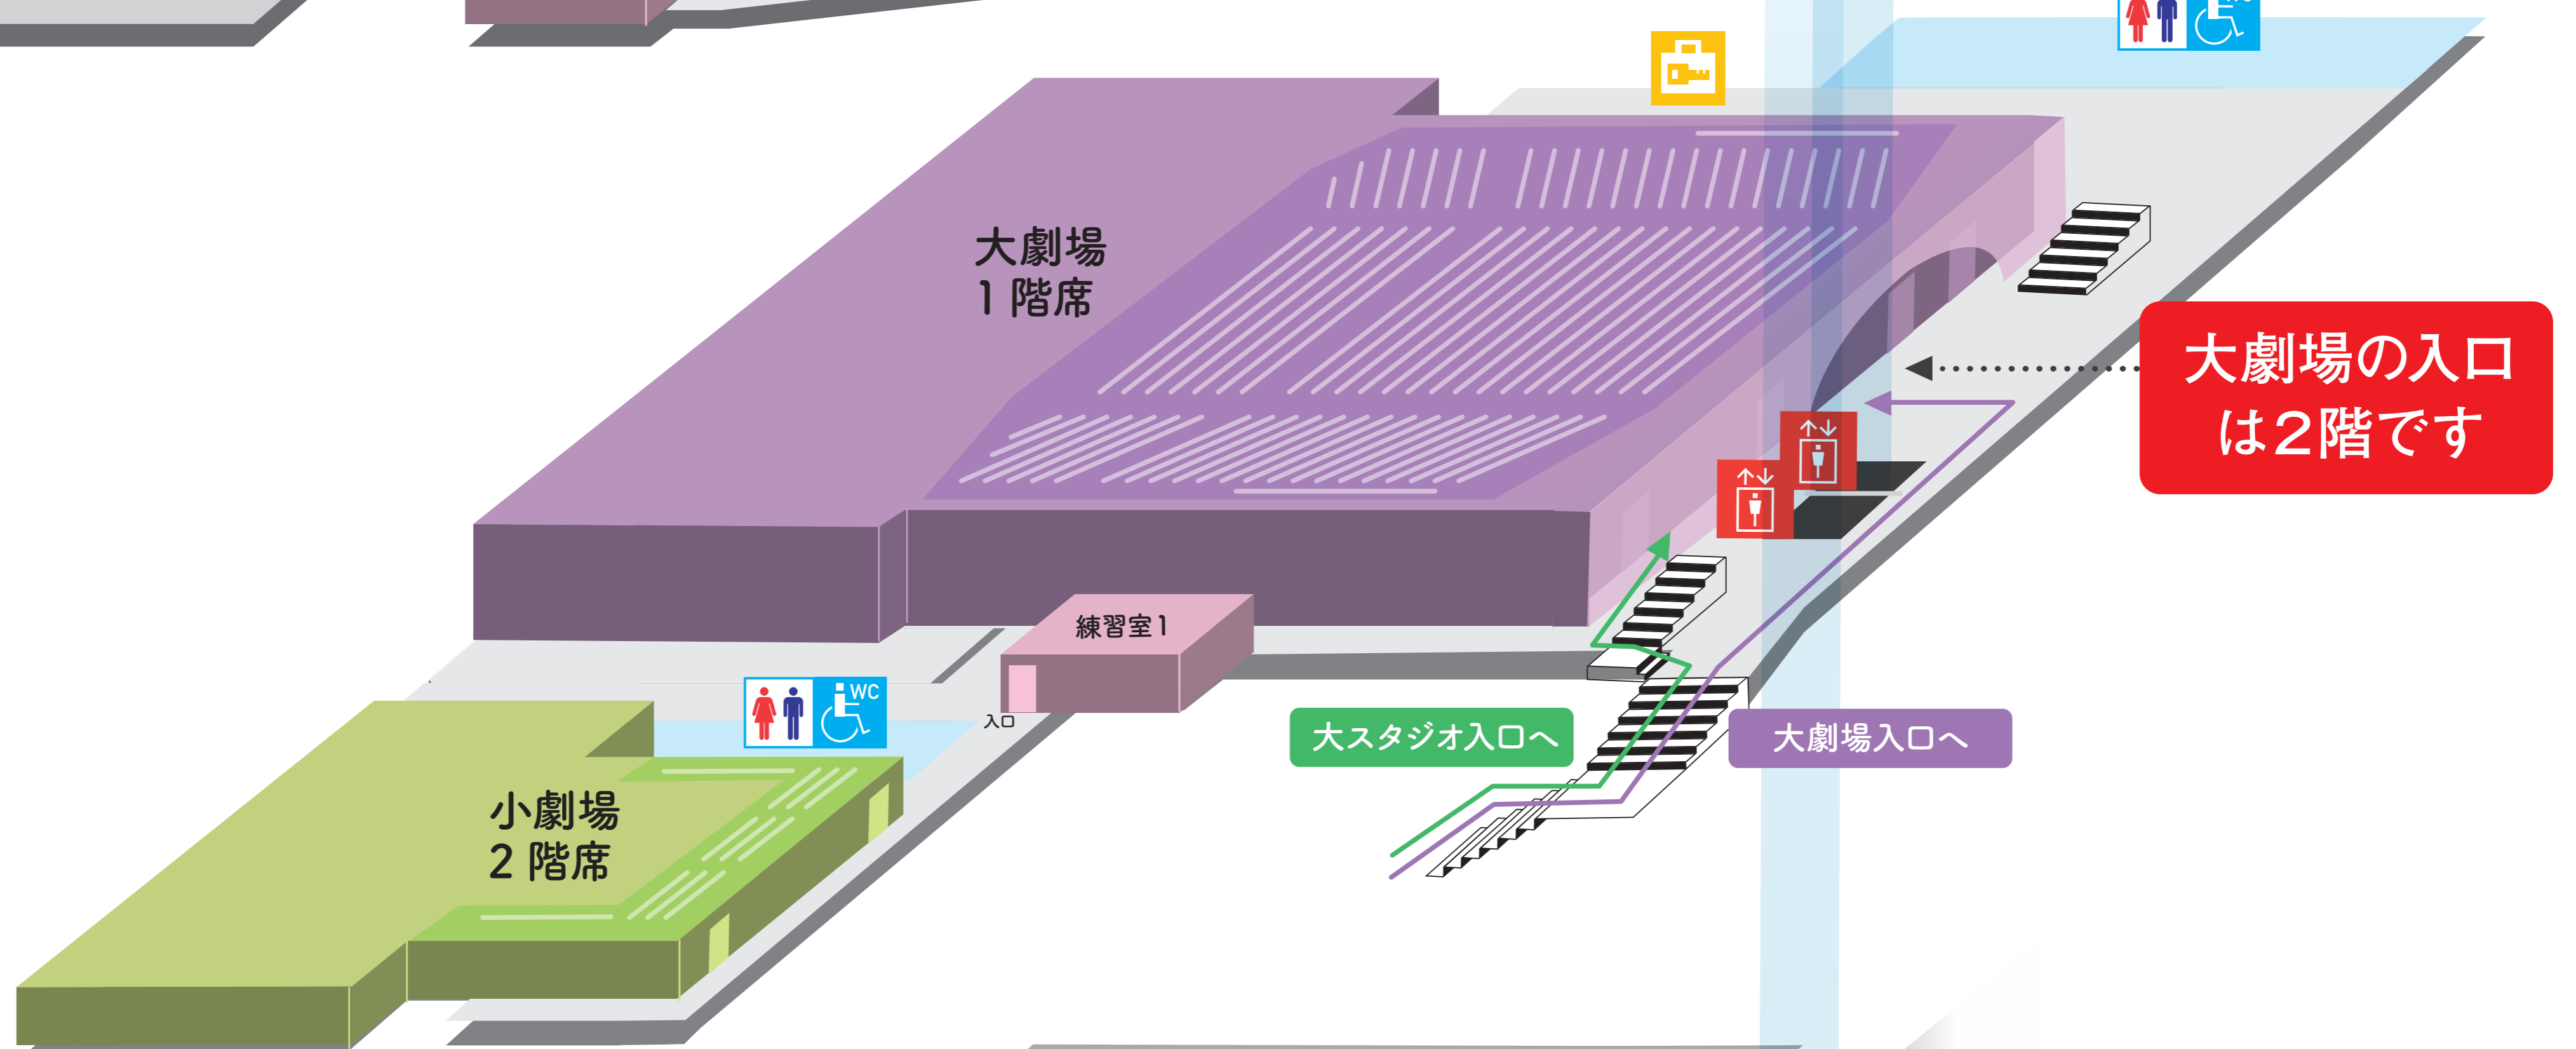 大劇場
1階席
大劇場の入口
は2階です
練習室1
WC
入口
大スタジオ入口へ
大劇場入口へ
小劇場
2階席